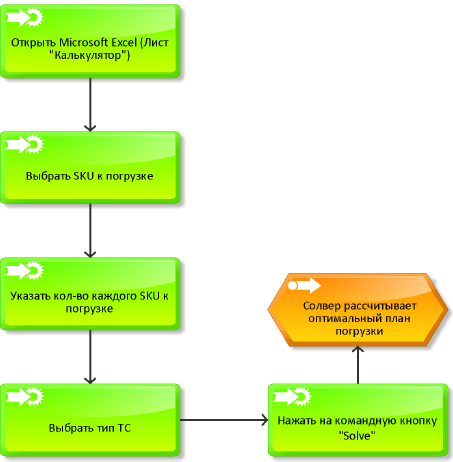 Открыть Microsoft Excel (Лист
"Калькулятор")
Выбрать SKU к погрузке
Указать кол-во каждого SKU к
погрузке
Выбрать тип ТС
Нажать на командную кнопку
"Solve"
Солвер рассчитывает
оптимальный план
погрузки